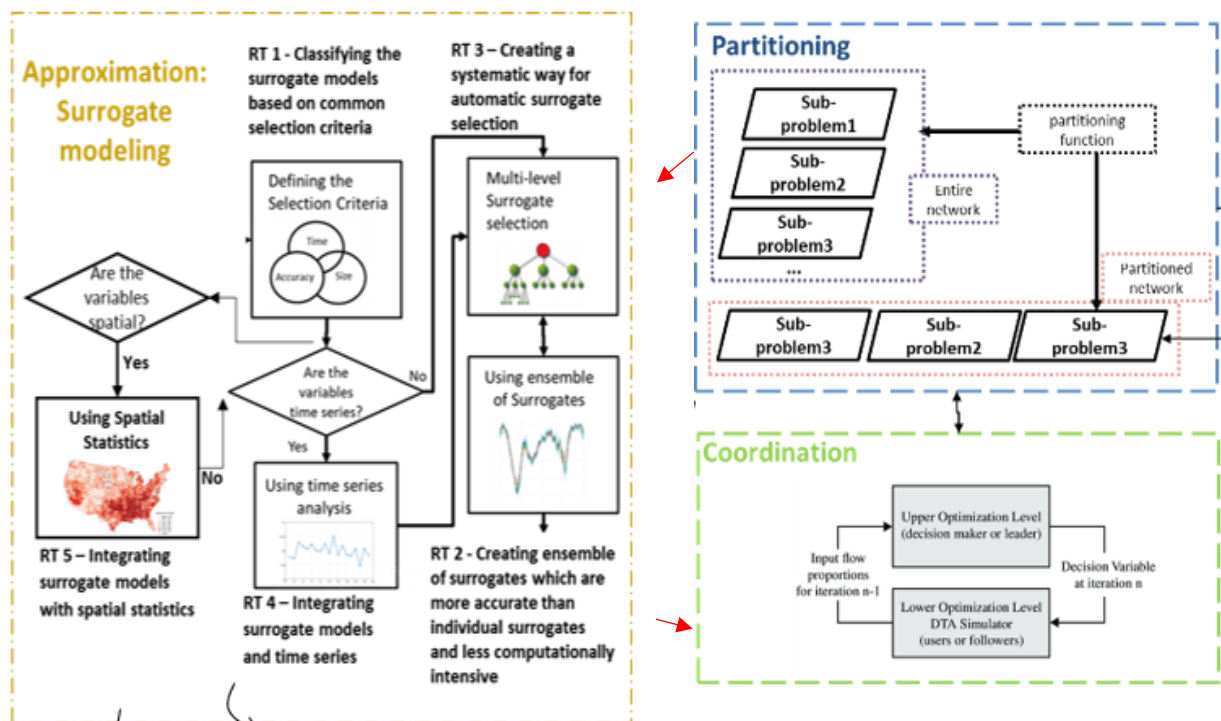 Approximation:
Surrogate
modeling
RT 1 - Classifying the
surrogate models
based on common
selection criteria
RT 3 – Creating a
systematic way for
automatic surrogate
selection
Defining the
Selection Criteria
Time
Accuracy
Size
Multi-level
Surrogate
selection
Are the
variables
spatial?
Yes
Are the
variables
time series?
No
Yes
Using ensemble
of Surrogates
Using Spatial
Statistics
No
Using time series
analysis
RT 5 – Integrating
surrogate models
with spatial statistics
RT 4 – Integrating
surrogate models
and time series
RT 2 - Creating ensemble
of surrogates which are
more accurate than
individual surrogates
and less computationally
intensive
Partitioning
Sub-
problem1
Sub-
problem2
Sub-
problem3
...
partitioning
function
Entire
network
Partitioned
network
Sub-
problem3
Sub-
problem2
Sub-
problem3
Coordination
Upper Optimization Level
(decision maker or leader)
Input flow
proportions
for iteration n-1
Decision Variable
at iteration n
Lower Optimization Level
DTA Simulator
(users or followers)